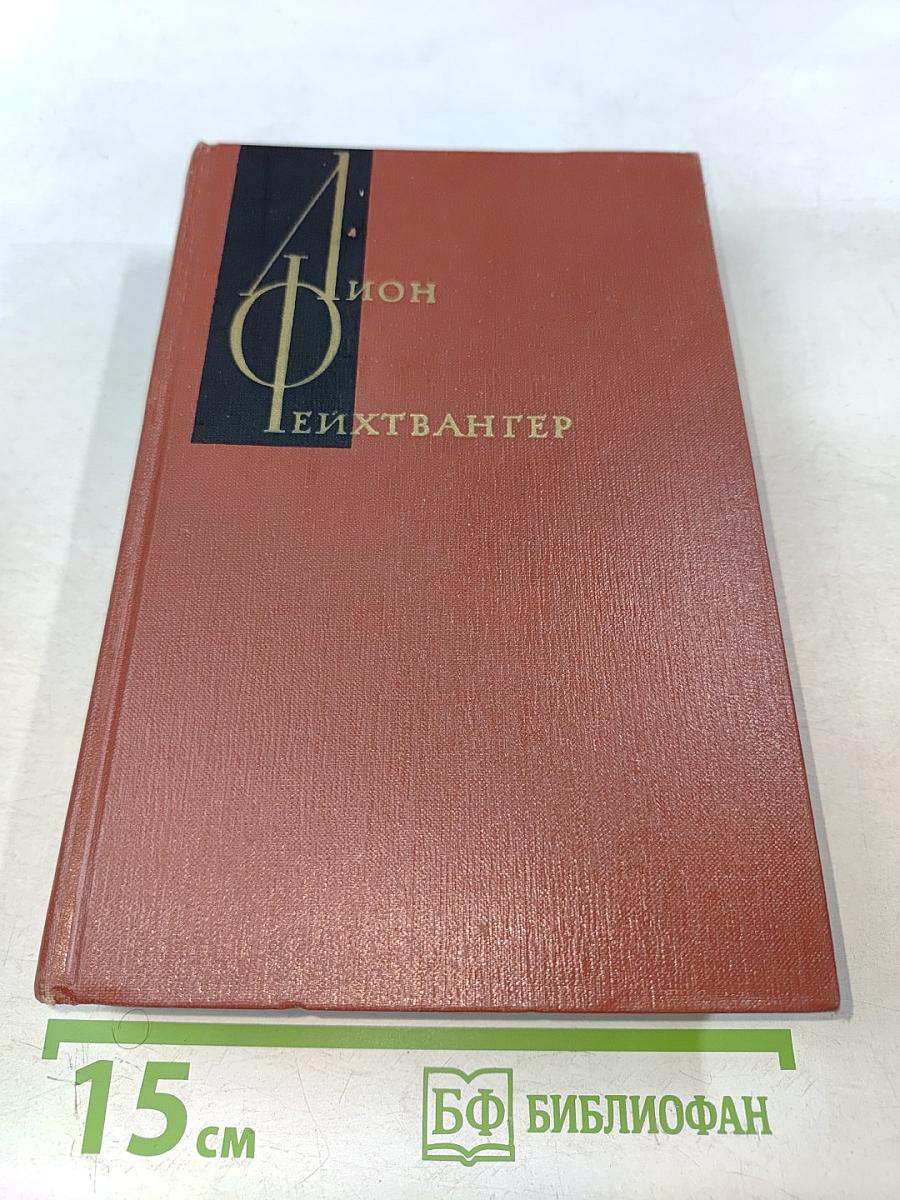 Лион
Фейхтвангер
15 см
БФ БИБЛИОФАН